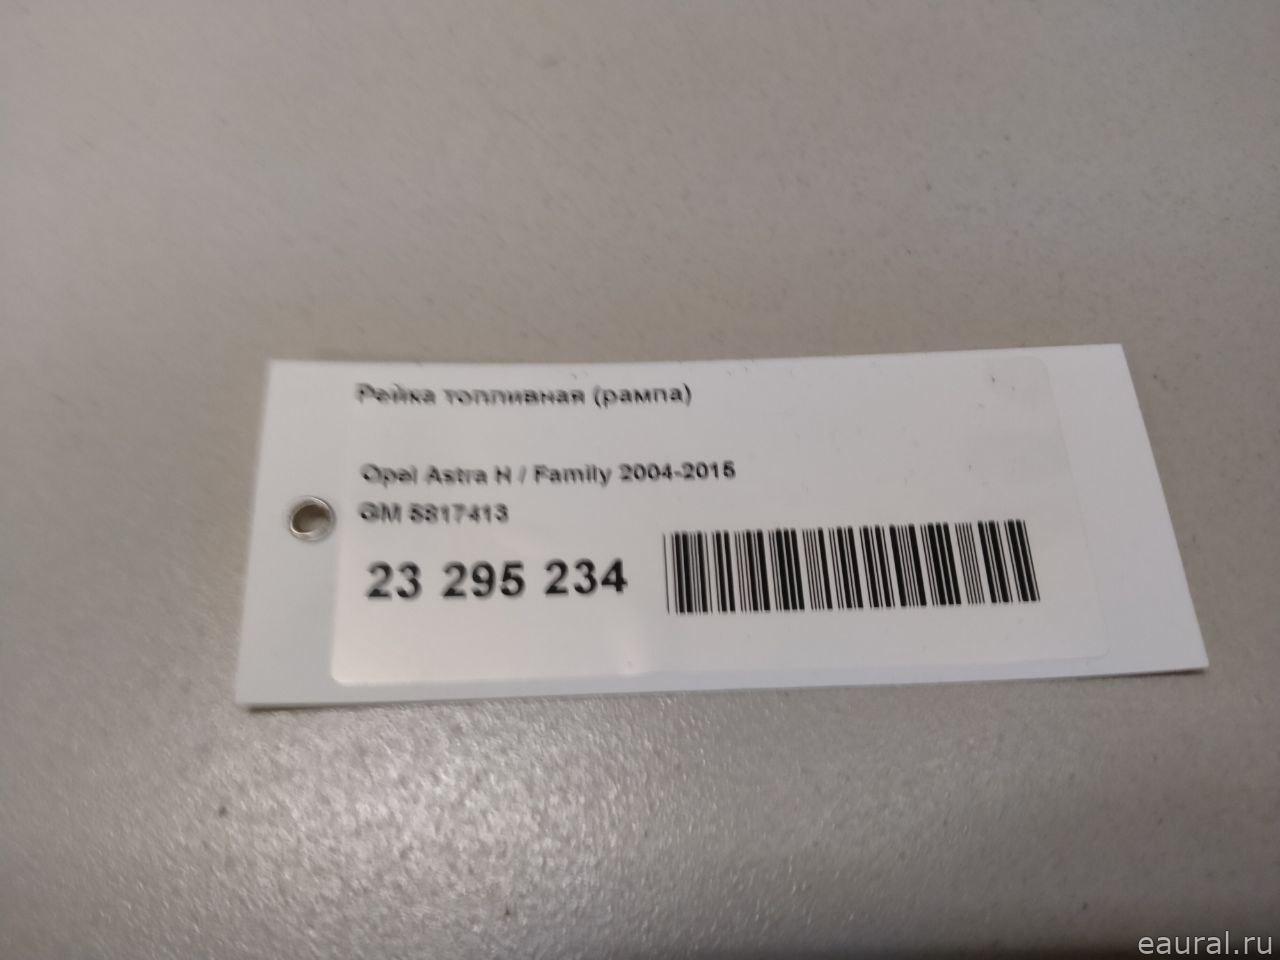 Рейка топливная (рампа)
Opel Astra H / Family 2004-2015
GM 5817413
23 295 234
eaural.ru